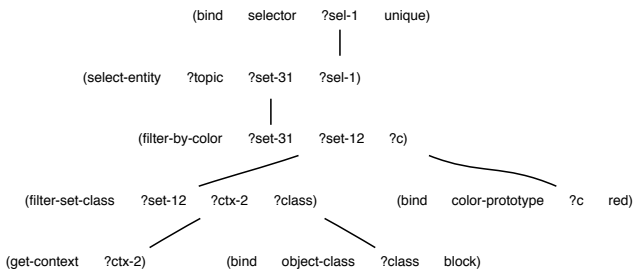 (bind selector ?sel-1 unique)
(select-entity ?topic ?set-31 ?sel-1)
(filter-by-color ?set-31 ?set-12 ?c)
(filter-set-class ?set-12 ?ctx-2 ?class) (bind color-prototype ?c red)
(get-context ?ctx-2) (bind object-class ?class block)